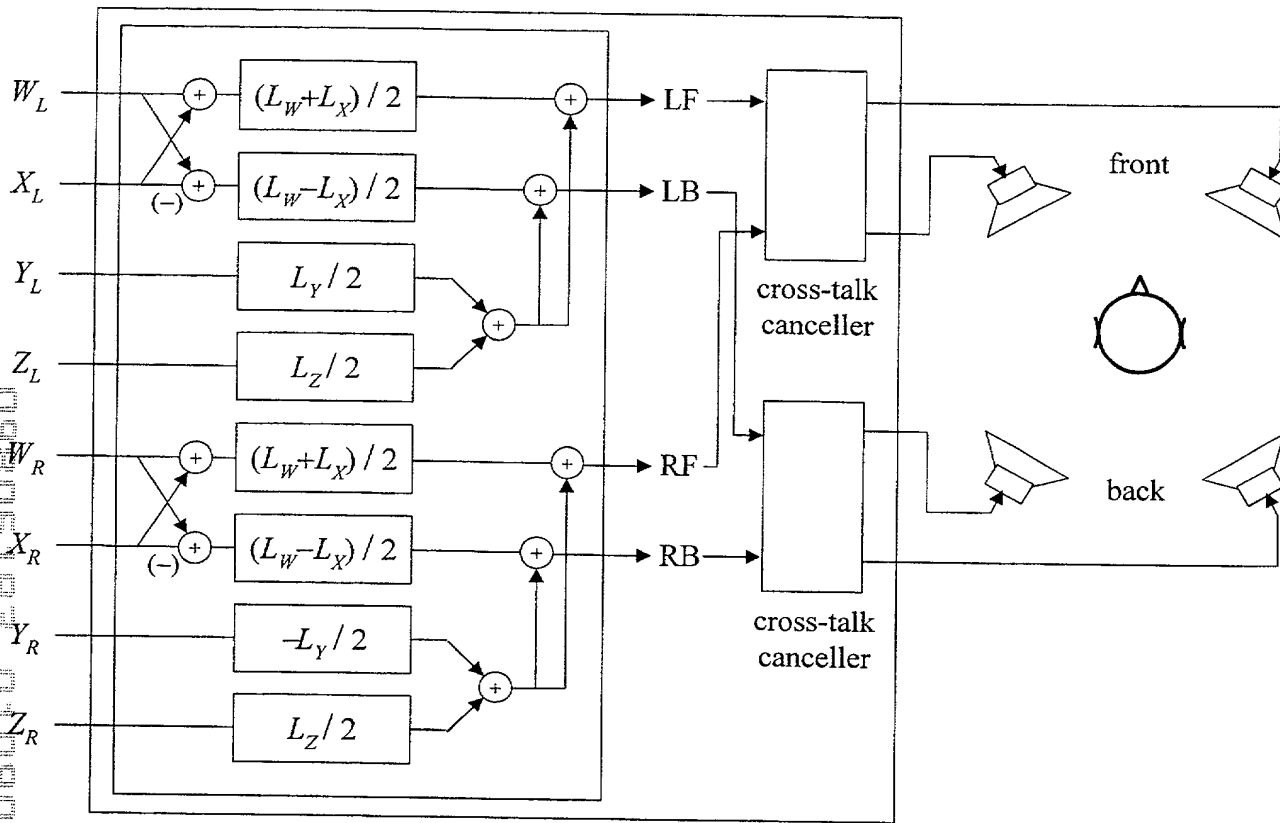 W_L
(L_W+L_X) / 2
+
+
LF
X_L
(−)
+
(L_W−L_X) / 2
+
LB
front
Y_L
L_Y / 2
+
cross-talk
canceller
Z_L
L_Z / 2
W_R
+
(L_W+L_X) / 2
+
RF
X_R
(−)
+
(L_W−L_X) / 2
+
RB
back
Y_R
−L_Y / 2
+
cross-talk
canceller
Z_R
L_Z / 2